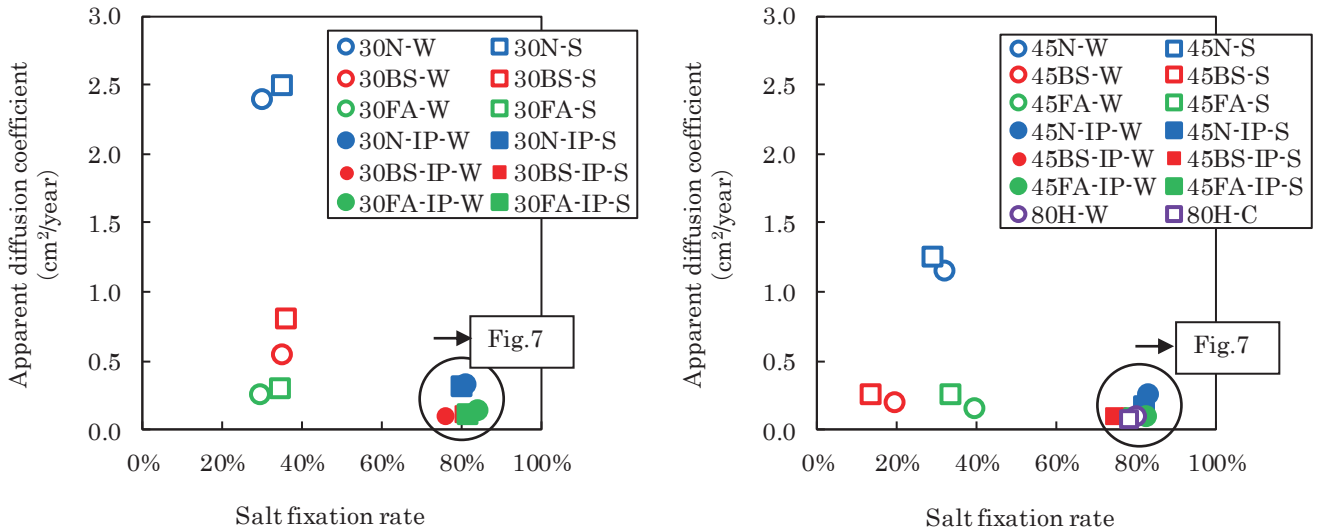 Apparent diffusion coefficient
(cm²/year)
3.0
2.5
2.0
1.5
1.0
0.5
0.0
30N-W 30N-S
30BS-W 30BS-S
30FA-W 30FA-S
30N-IP-W 30N-IP-S
30BS-IP-W 30BS-IP-S
30FA-IP-W 30FA-IP-S
Fig.7
0% 20% 40% 60% 80% 100%
Salt fixation rate
Apparent diffusion coefficient
(cm²/year)
3.0
2.5
2.0
1.5
1.0
0.5
0.0
45N-W 45N-S
45BS-W 45BS-S
45FA-W 45FA-S
45N-IP-W 45N-IP-S
45BS-IP-W 45BS-IP-S
45FA-IP-W 45FA-IP-S
80H-W 80H-C
Fig.7
0% 20% 40% 60% 80% 100%
Salt fixation rate